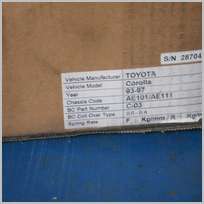 S/N 28704
Vehicle Manufacturer TOYOTA
Vehicle Models Corolla
Year 93-97
Chassis Code AE101/AE111
BC Part Number C-03
BC Coil Over Type
Spring Rate F Kg/mm / R Kg/mm